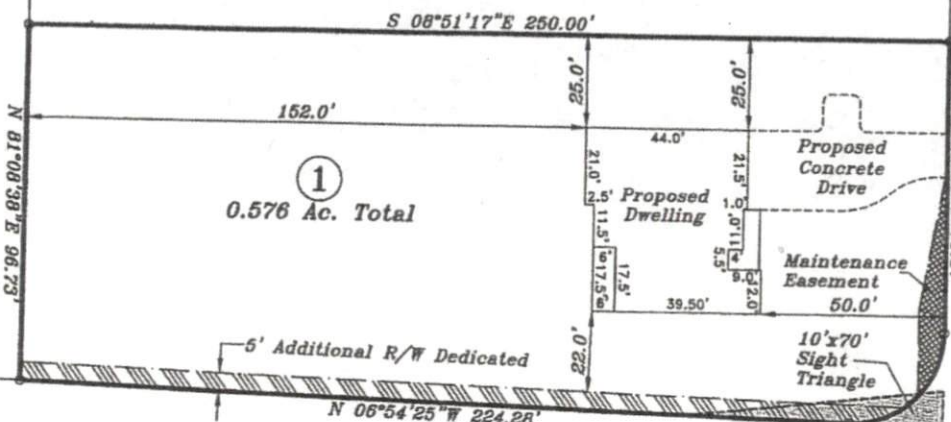 S 08°51'17"E 250.00'
25.0'
25.0'
152.0'
44.0'
N 81°08'38"E 96.73'
1
0.576 Ac. Total
21.0'
21.5'
Proposed
Concrete
Drive
2.5'
Proposed
Dwelling
1.0'
11.5'
11.0'
6'
17.5'
17.5'
6'
5.5'
4'
9.0'
12.0'
39.50'
Maintenance
Easement
50.0'
5' Additional R/W Dedicated
22.0'
10'x70'
Sight
Triangle
N 06°54'25"W 224.28'